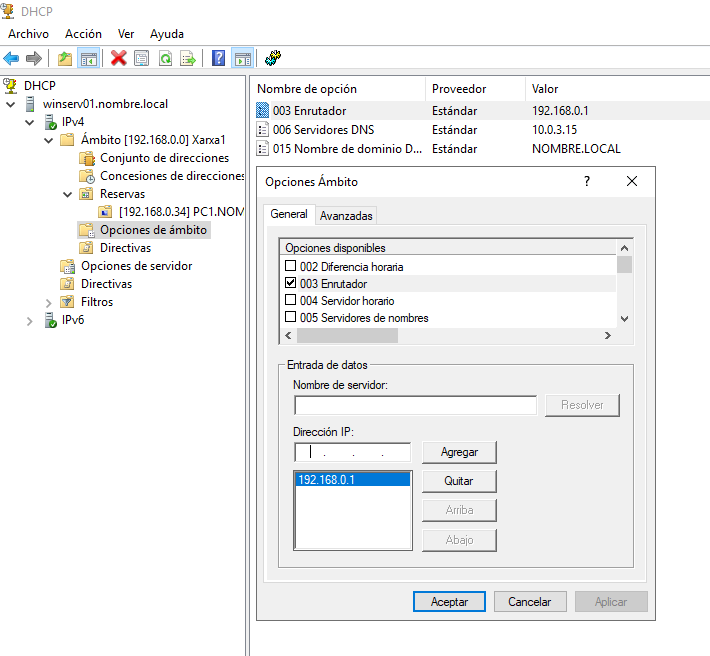 DHCP
Archivo Acción Ver Ayuda
DHCP
winserv01.nombre.local
IPv4
Ámbito [192.168.0.0] Xarxa1
Conjunto de direcciones
Concesiones de direcciones
Reservas
[192.168.0.34] PC1.NOM
Opciones de ámbito
Directivas
Opciones de servidor
Directivas
Filtros
IPv6
Nombre de opción Proveedor Valor
003 Enrutador Estándar 192.168.0.1
006 Servidores DNS Estándar 10.0.3.15
015 Nombre de dominio D... Estándar NOMBRE.LOCAL
Opciones Ámbito ?
General Avanzadas
Opciones disponibles
002 Diferencia horaria
003 Enrutador
004 Servidor horario
005 Servidores de nombres
Entrada de datos
Nombre de servidor:
Resolver
Dirección IP:
. . .
Agregar
192.168.0.1
Quitar
Arriba
Abajo
Aceptar Cancelar Aplicar